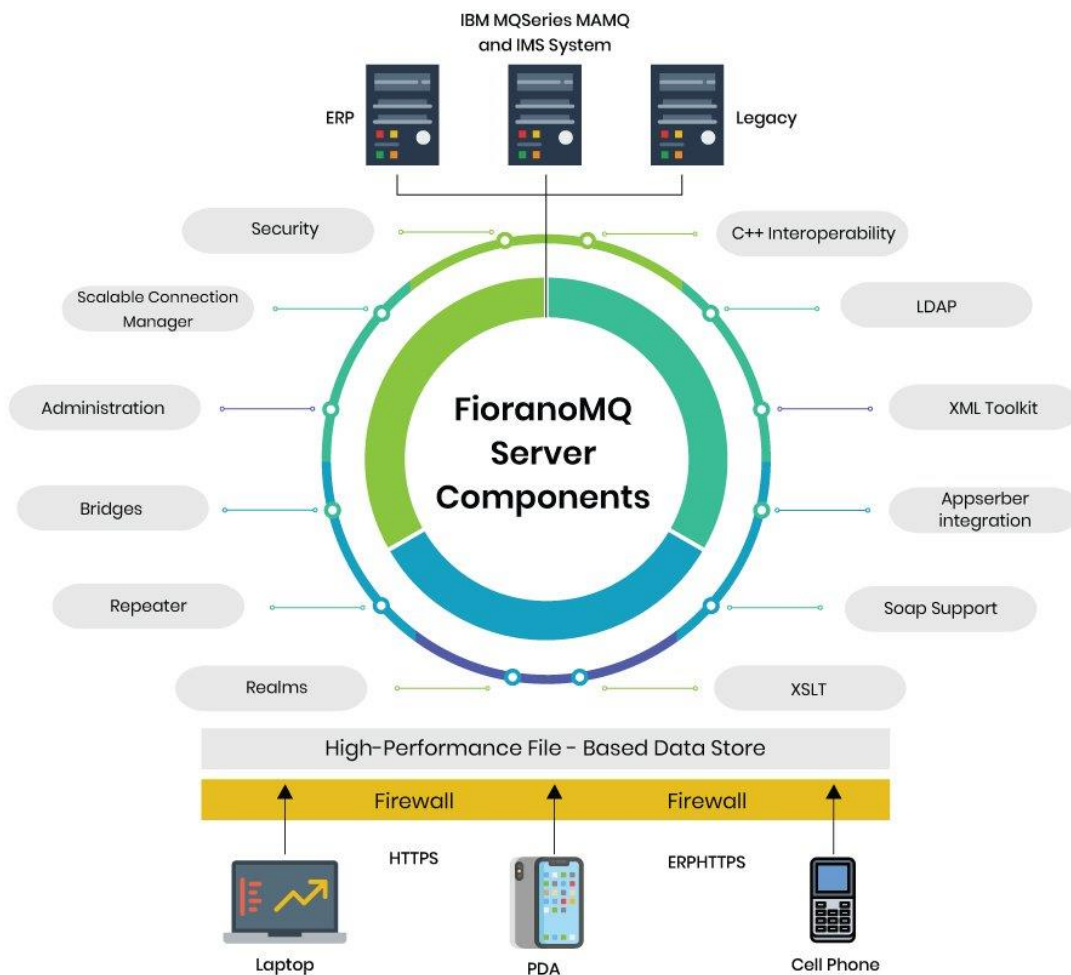 IBM MQSeries MAMQ
and IMS System
ERP
Legacy
Security
C++ Interoperability
Scalable Connection
Manager
LDAP
Administration
XML Toolkit
FioranoMQ
Server
Components
Bridges
Appserber
integration
Repeater
Soap Support
Realms
XSLT
High-Performance File - Based Data Store
Firewall
Firewall
HTTPS
ERPHTTPS
Laptop
PDA
Cell Phone